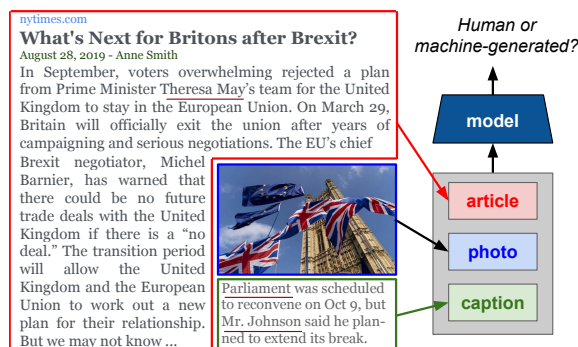 nytimes.com
What's Next for Britons after Brexit?
August 28, 2019 - Anne Smith
In September, voters overwhelming rejected a plan
from Prime Minister Theresa May's team for the United
Kingdom to stay in the European Union. On March 29,
Britain will officially exit the union after years of
campaigning and serious negotiations. The EU's chief
Brexit negotiator, Michel
Barnier, has warned that
there could be no future
trade deals with the United
Kingdom if there is a “no
deal.” The transition period
will allow the United
Kingdom and the European
Union to work out a new
plan for their relationship.
But we may not know ...
Parliament was scheduled
to reconvene on Oct 9, but
Mr. Johnson said he plan-
ned to extend its break.
Human or
machine-generated?
model
article
photo
caption